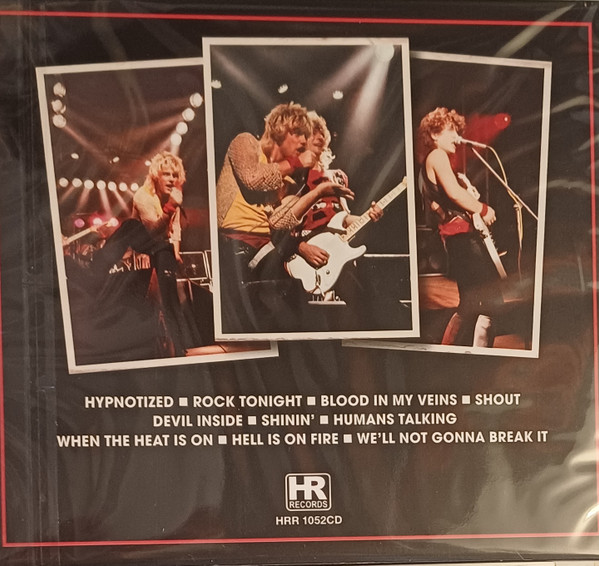 HYPNOTIZED ■ ROCK TONIGHT ■ BLOOD IN MY VEINS ■ SHOUT
DEVIL INSIDE ■ SHININ' ■ HUMANS TALKING
WHEN THE HEAT IS ON ■ HELL IS ON FIRE ■ WE'LL NOT GONNA BREAK IT
HR
RECORDS
HRR 1052CD